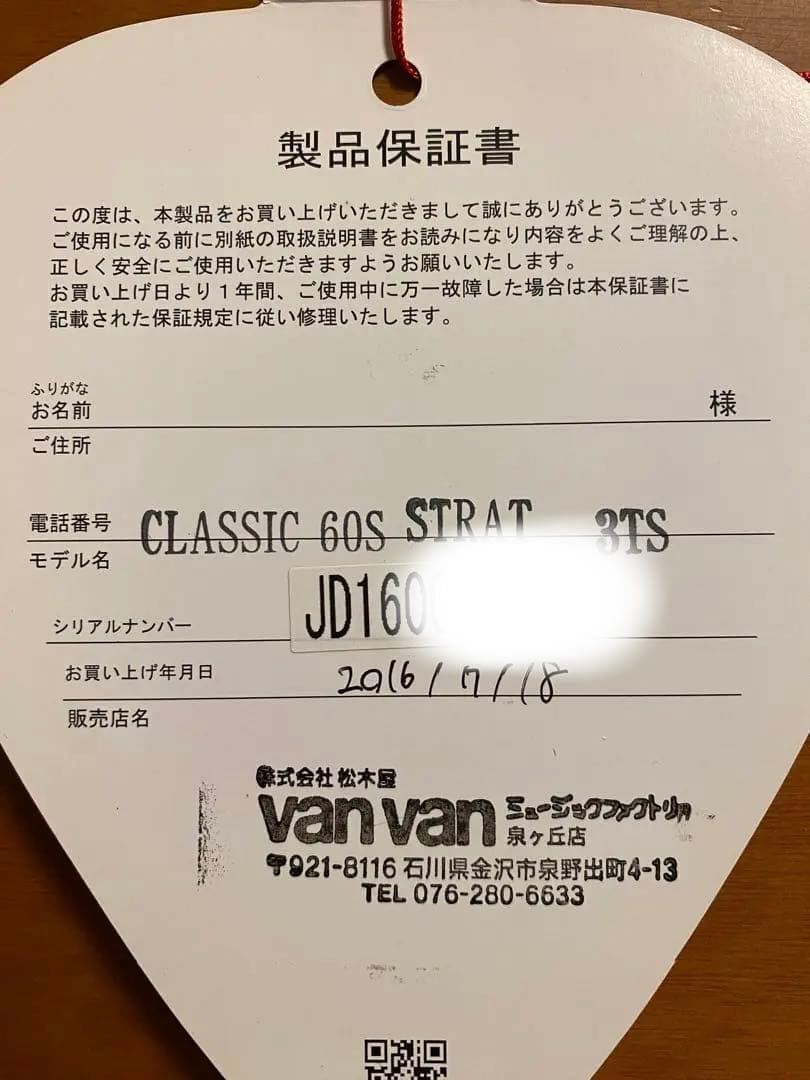 製品保証書
この度は、本製品をお買い上げいただきまして誠にありがとうございます。
ご使用になる前に別紙の取扱説明書をお読みになり内容をよくご理解の上、
正しく安全にご使用いただきますようお願いいたします。
お買い上げ日より1年間、ご使用中に万一故障した場合は本保証書に
記載された保証規定に従い修理いたします。
ふりがな
お名前 様
ご住所
電話番号
モデル名 CLASSIC 60S STRAT 3TS
シリアルナンバー JD160
お買い上げ年月日 2016/7/18
販売店名
株式会社 松木屋
vanvan ミュージックファクトリー
泉ヶ丘店
〒921-8116 石川県金沢市泉野出町4-13
TEL 076-280-6633